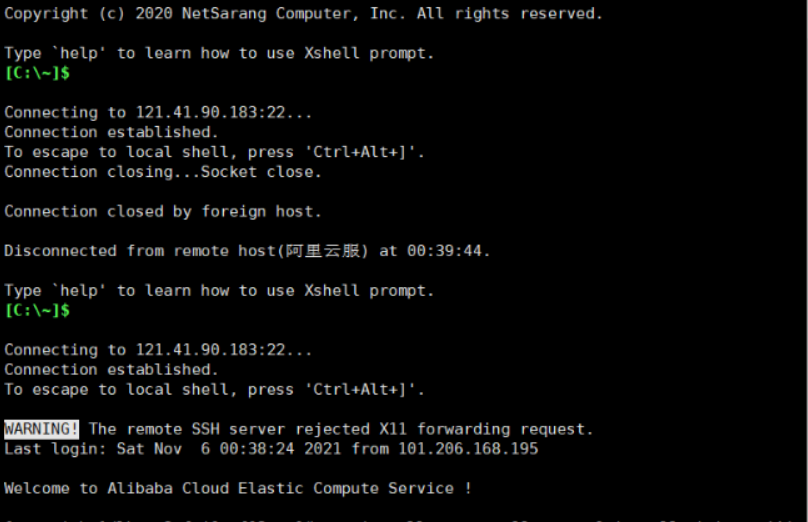 Copyright (c) 2020 NetSarang Computer, Inc. All rights reserved.
Type `help' to learn how to use Xshell prompt.
[C:\~]$
Connecting to 121.41.90.183:22...
Connection established.
To escape to local shell, press 'Ctrl+Alt+]'.
Connection closing...Socket close.
Connection closed by foreign host.
Disconnected from remote host(阿里云服) at 00:39:44.
Type `help' to learn how to use Xshell prompt.
[C:\~]$
Connecting to 121.41.90.183:22...
Connection established.
To escape to local shell, press 'Ctrl+Alt+]'.
WARNING! The remote SSH server rejected X11 forwarding request.
Last login: Sat Nov  6 00:38:24 2021 from 101.206.168.195
Welcome to Alibaba Cloud Elastic Compute Service !